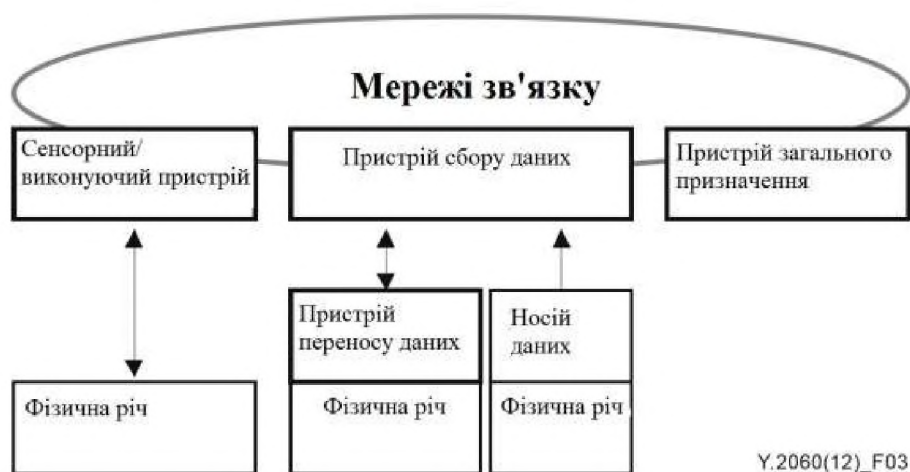 Мережі зв'язку
Сенсорний/
виконуючий пристрій
Пристрій сбору даних
Пристрій загального
призначення
Пристрій
переносу даних
Носій
даних
Фізична річ
Фізична річ
Фізична річ
Y.2060(12)_F03